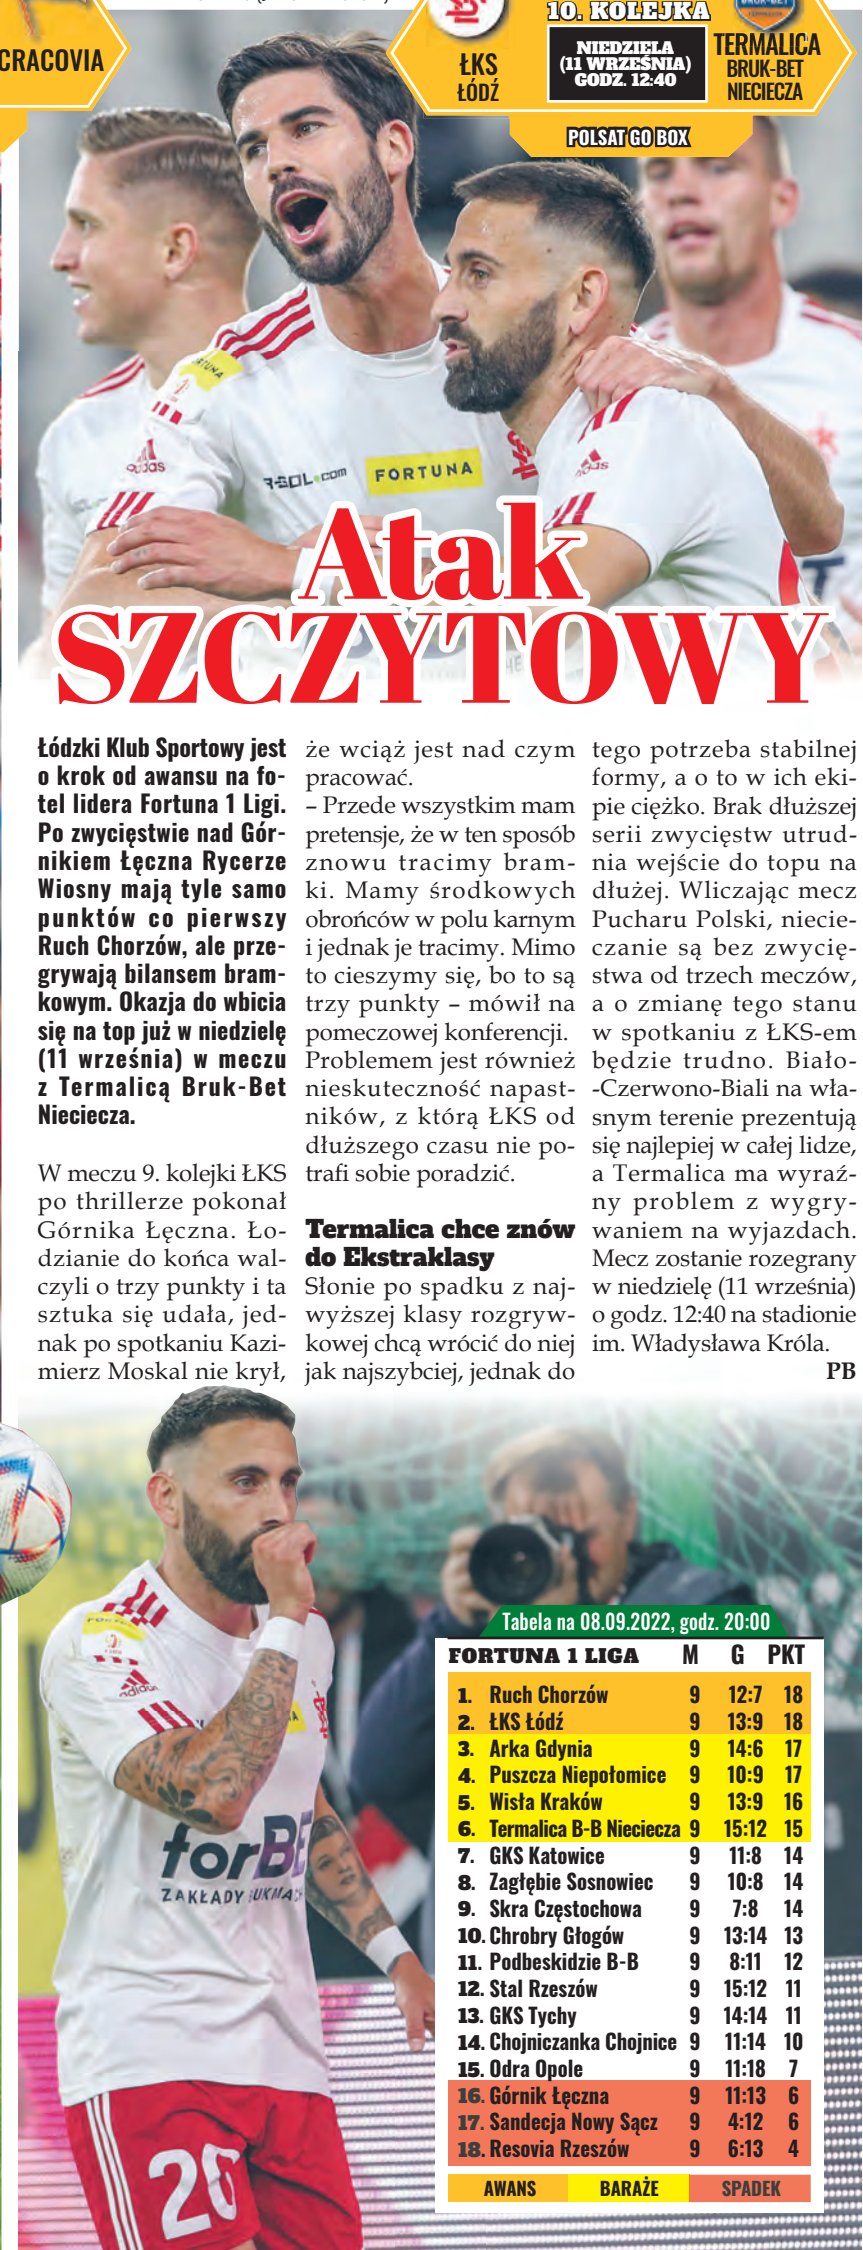 CRACOVIA
ŁKS
ŁÓDŹ
10. KOLEJKA
NIEDZIELA
(11 WRZEŚNIA)
GODZ. 12:40
BRUK-BET
TERMALICA
BRUK-BET
NIECIECZA
POLSAT GO BOX
FORTUNA
adidas
FORTUNA
adidas
Atak
SZCZYTOWY
Łódzki Klub Sportowy jest
o krok od awansu na fo-
tel lidera Fortuna 1 Ligi.
Po zwycięstwie nad Gór-
nikiem Łęczna Rycerze
Wiosny mają tyle samo
punktów co pierwszy
Ruch Chorzów, ale prze-
grywają bilansem bram-
kowym. Okazja do wbicia
się na top już w niedzielę
(11 września) w meczu
z Termalicą Bruk-Bet
Nieciecza.
W meczu 9. kolejki ŁKS
po thrillerze pokonał
Górnika Łęczna. Ło-
dzianie do końca wal-
czyli o trzy punkty i ta
sztuka się udała, jed-
nak po spotkaniu Kazi-
mierz Moskal nie krył,
że wciąż jest nad czym
pracować.
– Przede wszystkim mam
pretensje, że w ten sposób
znowu tracimy bram-
ki. Mamy środkowych
obrońców w polu karnym
i jednak je tracimy. Mimo
to cieszymy się, bo to są
trzy punkty – mówił na
pomeczowej konferencji.
Problemem jest również
nieskuteczność napast-
ników, z którą ŁKS od
dłuższego czasu nie po-
trafi sobie poradzić.
Termalica chce znów
do Ekstraklasy
Słonie po spadku z naj-
wyższej klasy rozgryw-
kowej chcą wrócić do niej
jak najszybciej, jednak do
tego potrzeba stabilnej
formy, a o to w ich eki-
pie ciężko. Brak dłuższej
serii zwycięstw utrud-
nia wejście do topu na
dłużej. Wliczając mecz
Pucharu Polski, niecie-
czanie są bez zwycię-
stwa od trzech meczów,
a o zmianę tego stanu
w spotkaniu z ŁKS-em
będzie trudno. Biało-
-Czerwono-Biali na wła-
snym terenie prezentują
się najlepiej w całej lidze,
a Termalica ma wyraź-
ny problem z wygry-
waniem na wyjazdach.
Mecz zostanie rozegrany
w niedzielę (11 września)
o godz. 12:40 na stadionie
im. Władysława Króla.
PB
adidas
forBE
ZAKŁADY BUKMAC
20
Tabela na 08.09.2022, godz. 20:00
FORTUNA 1 LIGA M G PKT
1. Ruch Chorzów 9 12:7 18
2. ŁKS Łódź 9 13:9 18
3. Arka Gdynia 9 14:6 17
4. Puszcza Niepołomice 9 10:9 17
5. Wisła Kraków 9 13:9 16
6. Termalica B-B Nieciecza 9 15:12 15
7. GKS Katowice 9 11:8 14
8. Zagłębie Sosnowiec 9 10:8 14
9. Skra Częstochowa 9 7:8 14
10. Chrobry Głogów 9 13:14 13
11. Podbeskidzie B-B 9 8:11 12
12. Stal Rzeszów 9 15:12 11
13. GKS Tychy 9 14:14 11
14. Chojniczanka Chojnice 9 11:14 10
15. Odra Opole 9 11:18 7
16. Górnik Łęczna 9 11:13 6
17. Sandecja Nowy Sącz 9 4:12 6
18. Resovia Rzeszów 9 6:13 4
AWANS BARAŻE SPADEK